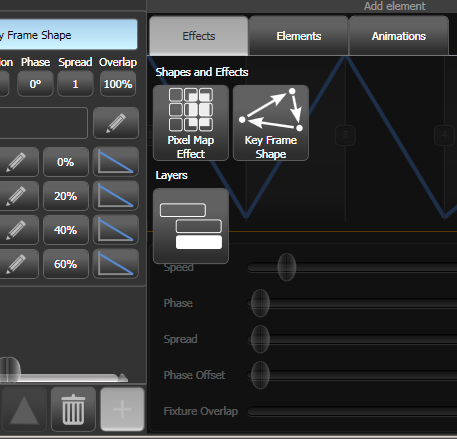 Add element
y Frame Shape
Effects
Elements
Animations
on Phase Spread Overlap
0° 1 100%
Shapes and Effects
Pixel Map
Effect
Key Frame
Shape
0%
20%
40%
60%
Layers
Speed
Phase
Spread
Phase Offset
Fixture Overlap